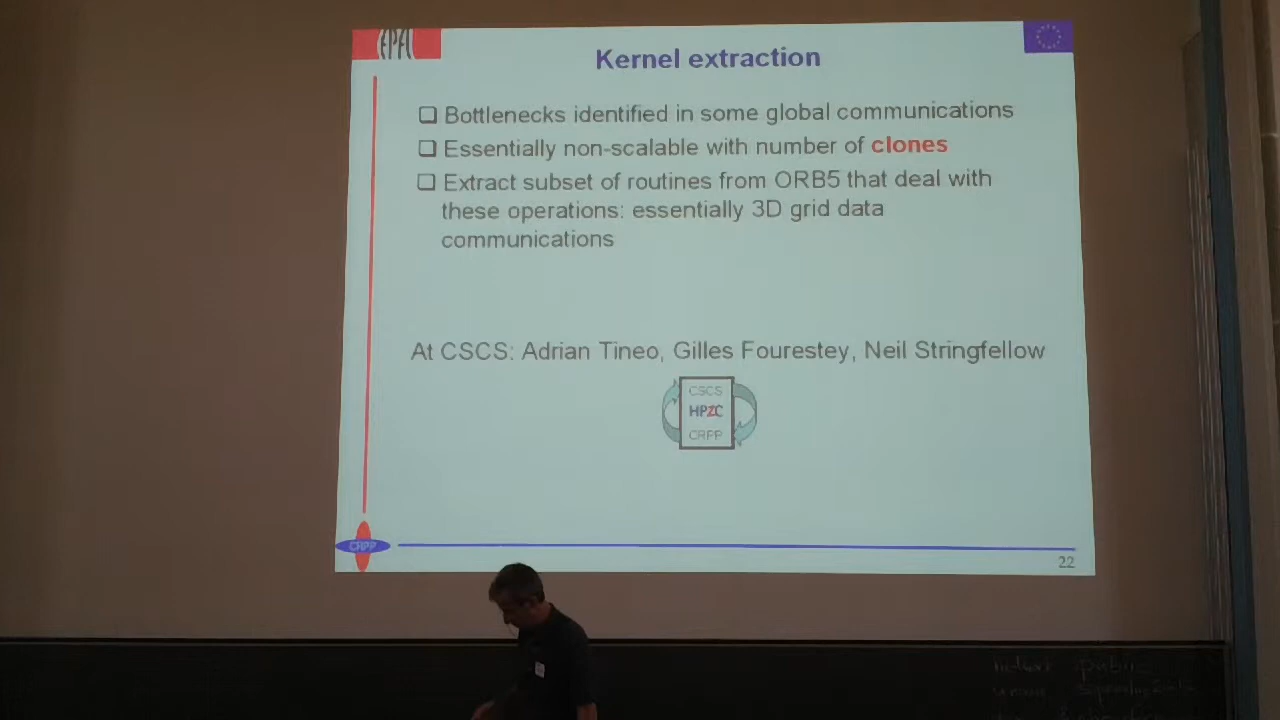 EPFL
Kernel extraction
Bottlenecks identified in some global communications
Essentially non-scalable with number of clones
Extract subset of routines from ORB5 that deal with
these operations: essentially 3D grid data
communications
At CSCS: Adrian Tineo, Gilles Fourestey, Neil Stringfellow
CSCS
HP2C
CRPP
CRPP
22